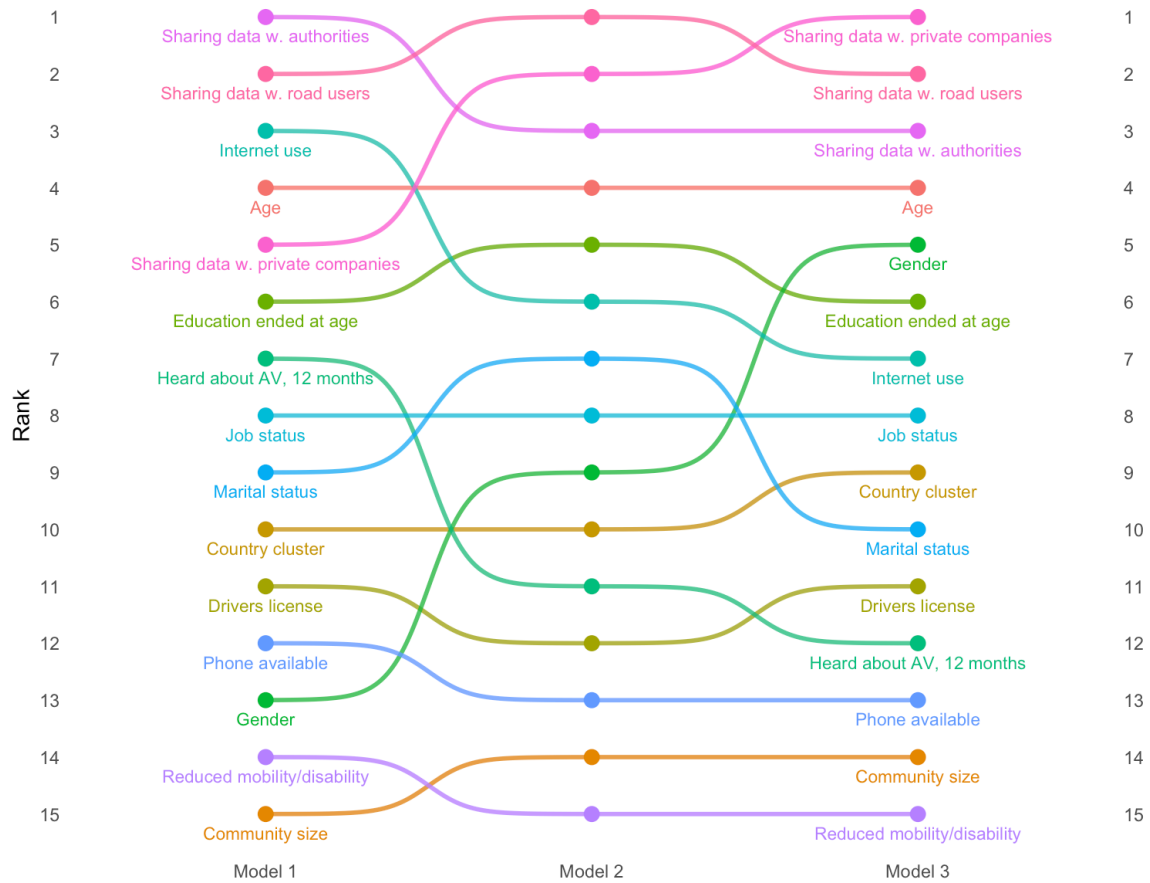 1 1
Sharing data w. authorities Sharing data w. private companies
2 2
Sharing data w. road users Sharing data w. road users
3 3
Internet use Sharing data w. authorities
4 4
Age Age
5 5
Sharing data w. private companies Gender
6 6
Education ended at age Education ended at age
7 7
Heard about AV, 12 months Internet use
8 8
Rank
Job status Job status
9 9
Marital status Country cluster
10 10
Country cluster Marital status
11 11
Drivers license Drivers license
12 12
Phone available Heard about AV, 12 months
13 13
Gender Phone available
14 14
Reduced mobility/disability Community size
15 15
Community size Reduced mobility/disability
Model 1 Model 2 Model 3